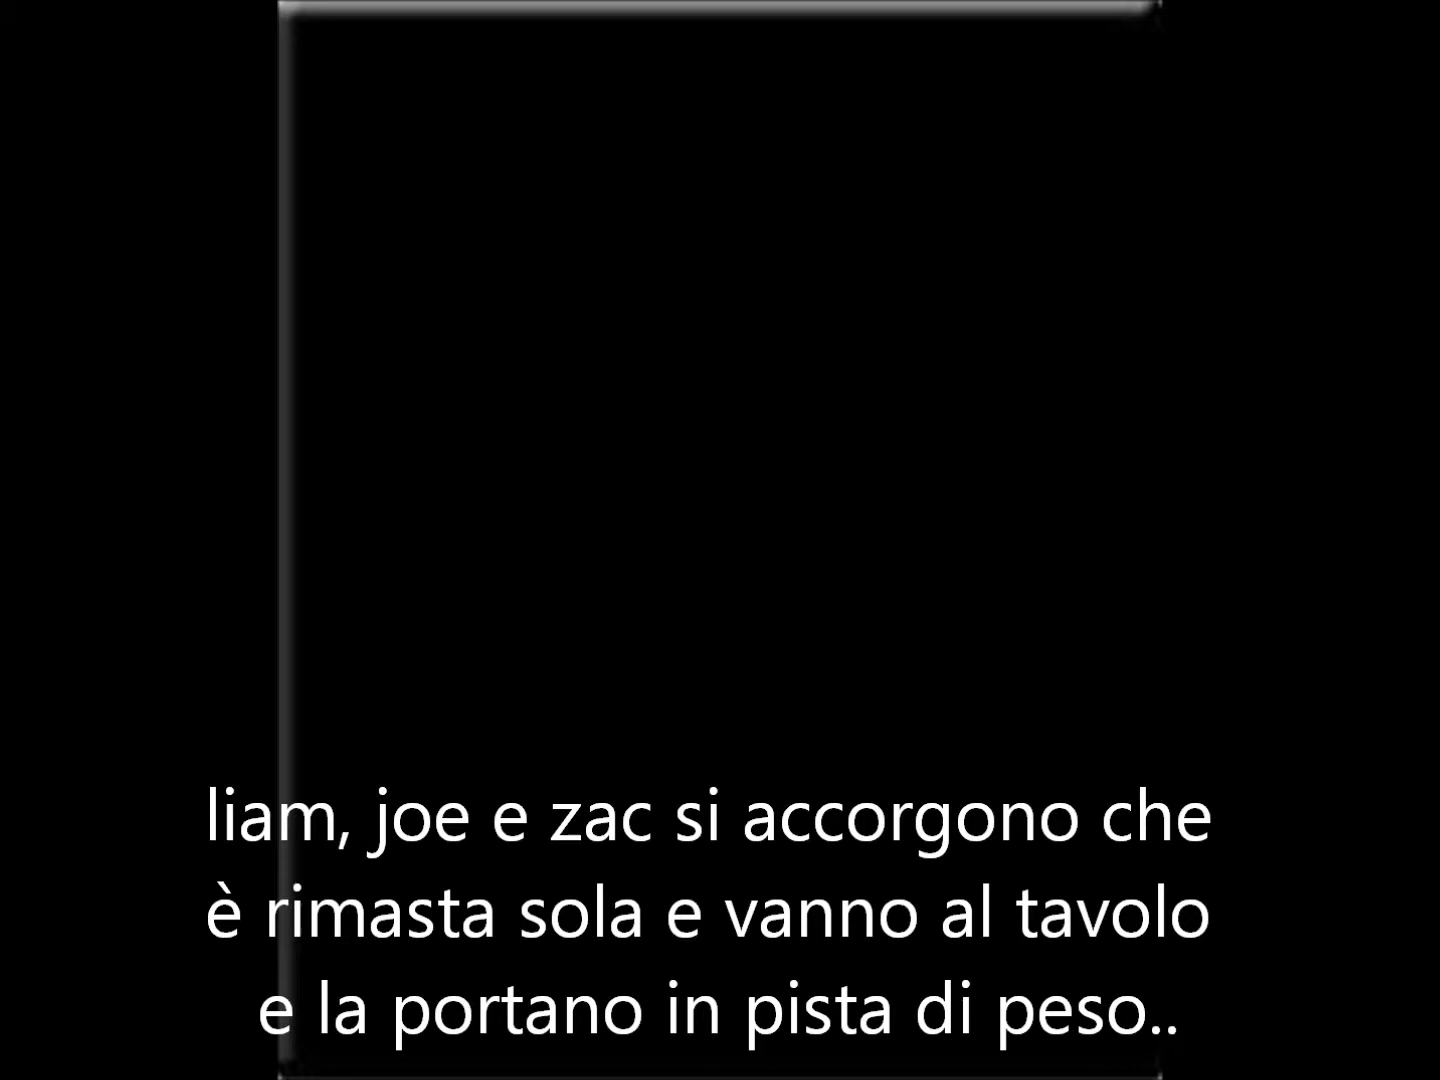 liam, joe e zac si accorgono che
è rimasta sola e vanno al tavolo
e la portano in pista di peso..